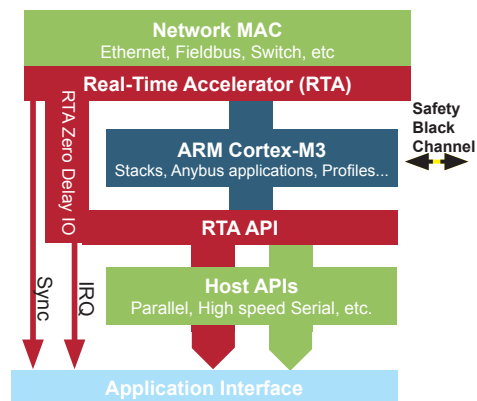 Network MAC
Ethernet, Fieldbus, Switch, etc
Real-Time Accelerator (RTA)
RTA Zero Delay IO
Safety
Black
Channel
ARM Cortex-M3
Stacks, Anybus applications, Profiles...
RTA API
Sync
IRQ
Host APIs
Parallel, High speed Serial, etc.
Application Interface